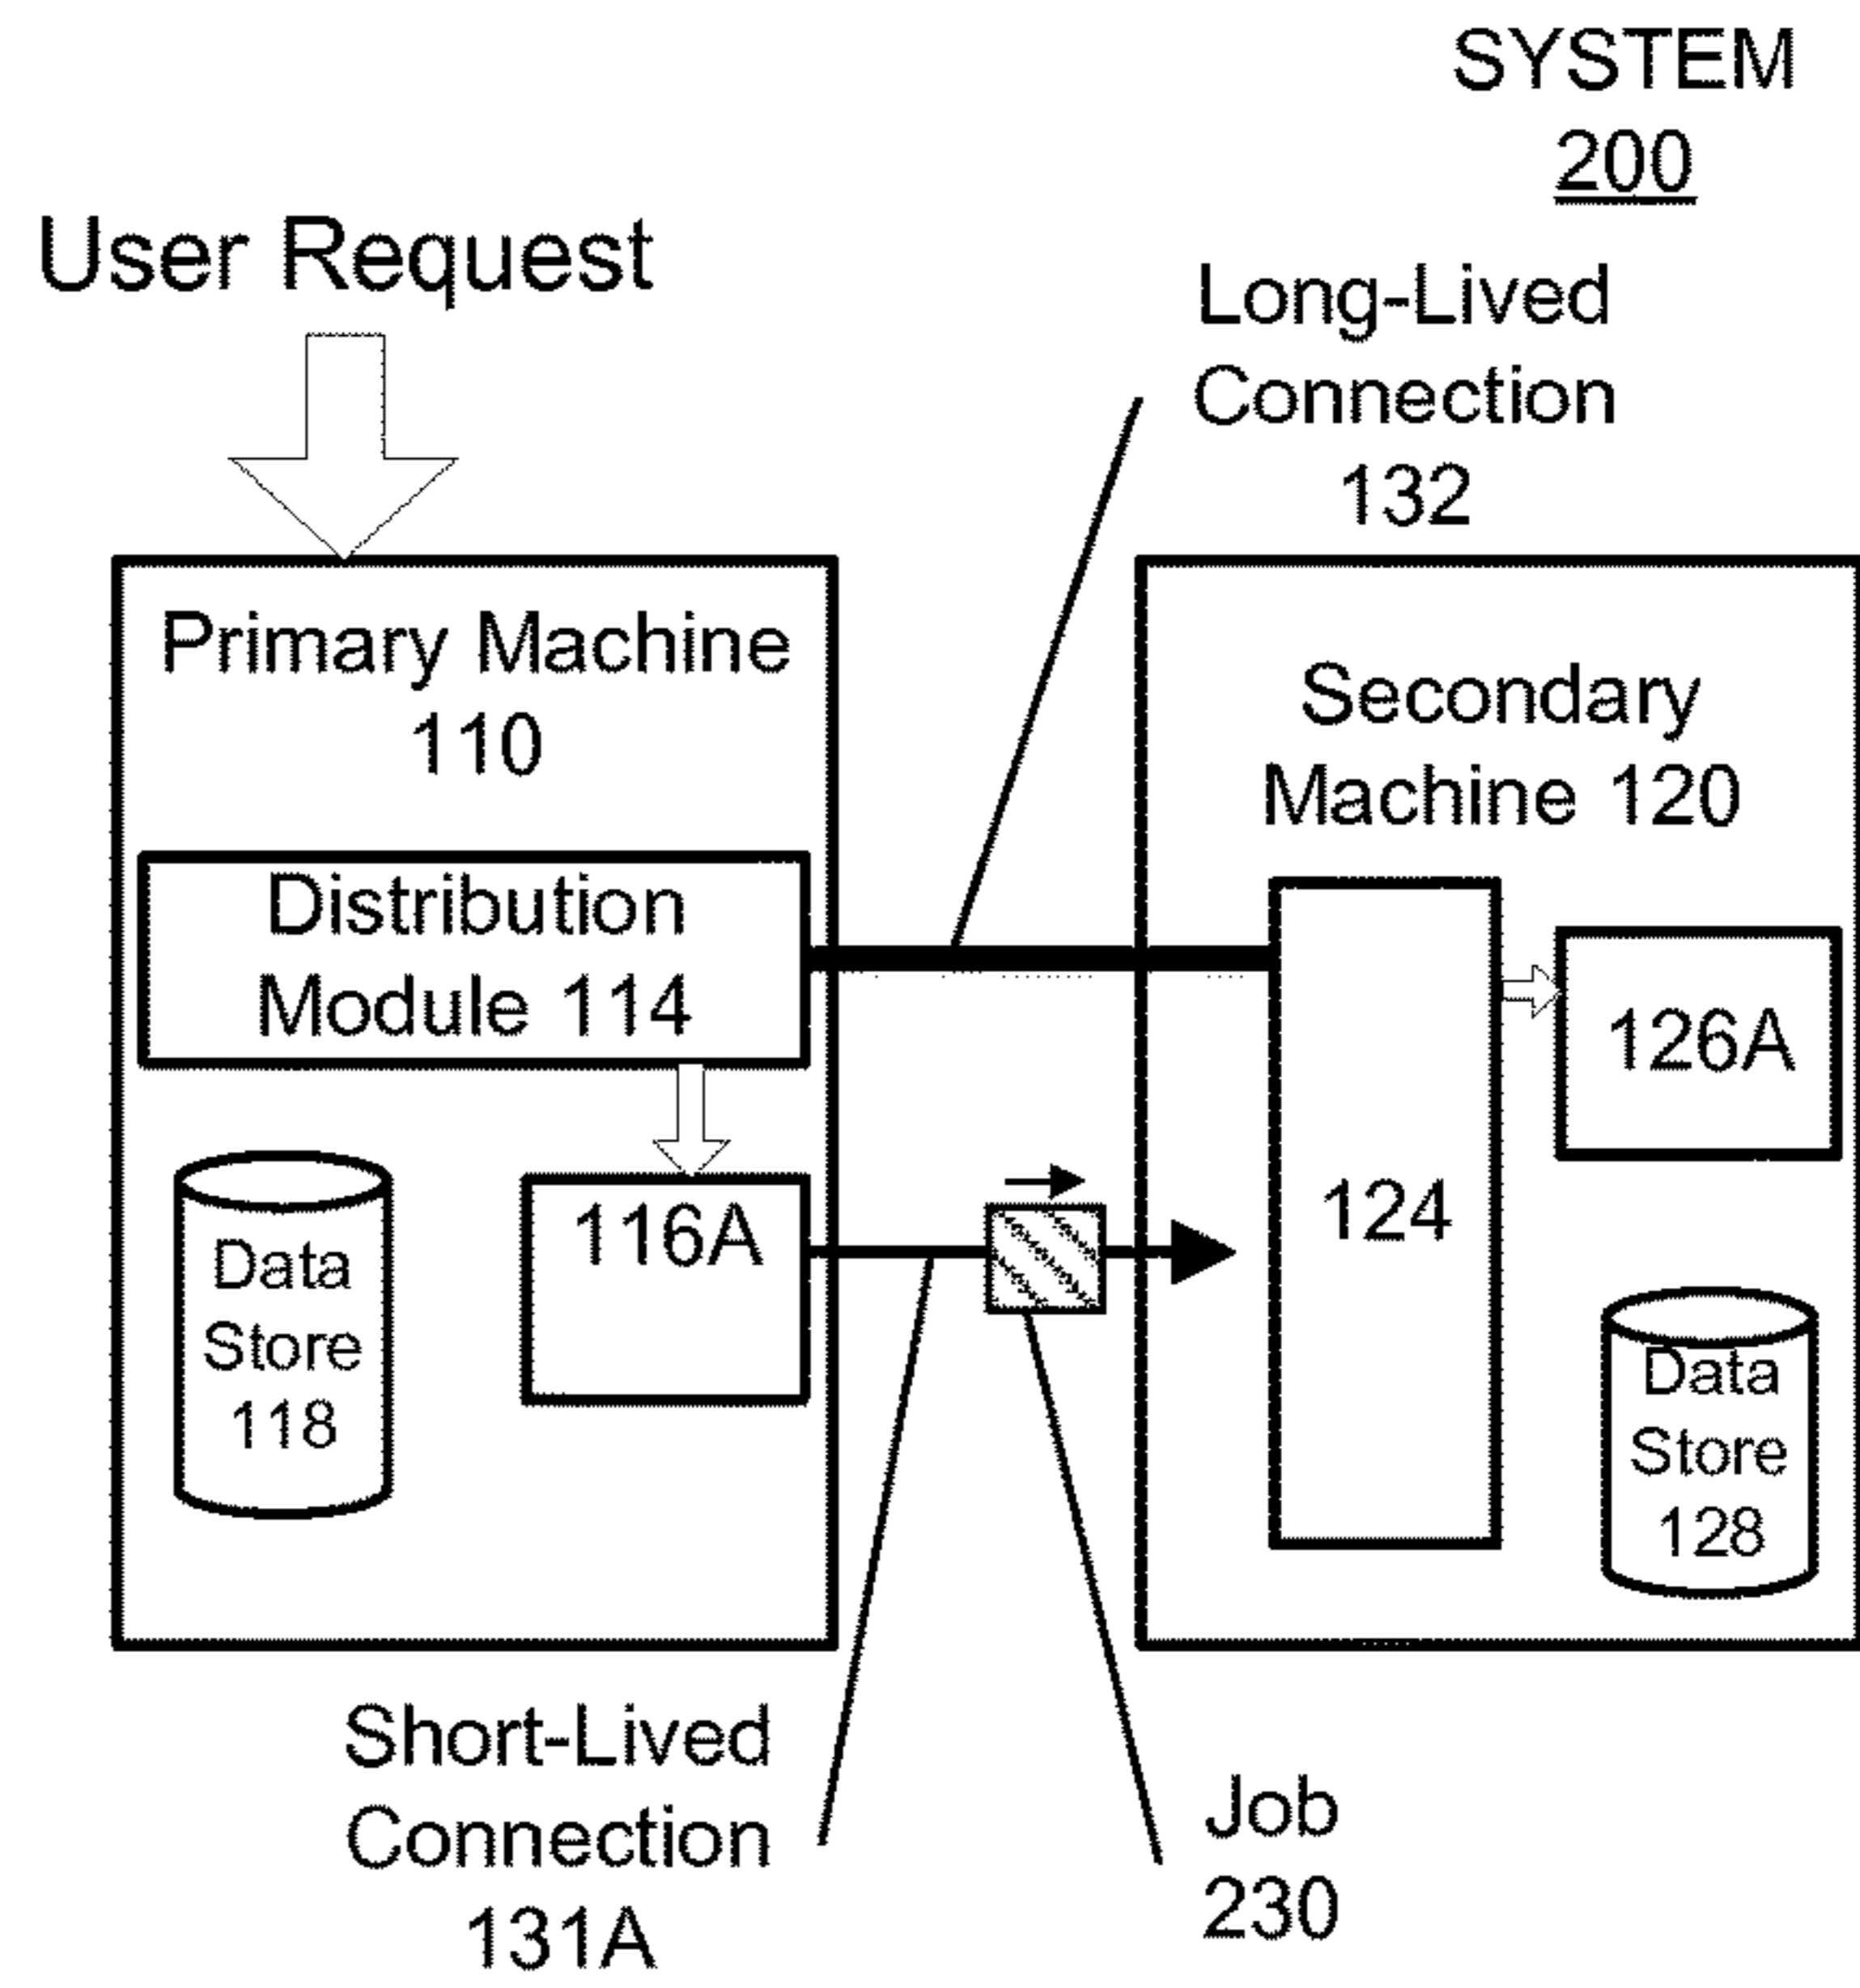 SYSTEM
200
User Request
Long-Lived
Connection
132
Primary Machine
110
Distribution
Module 114
116A
Data
Store
118
Secondary
Machine 120
124
126A
Data
Store
128
Short-Lived
Connection
131A
Job
230